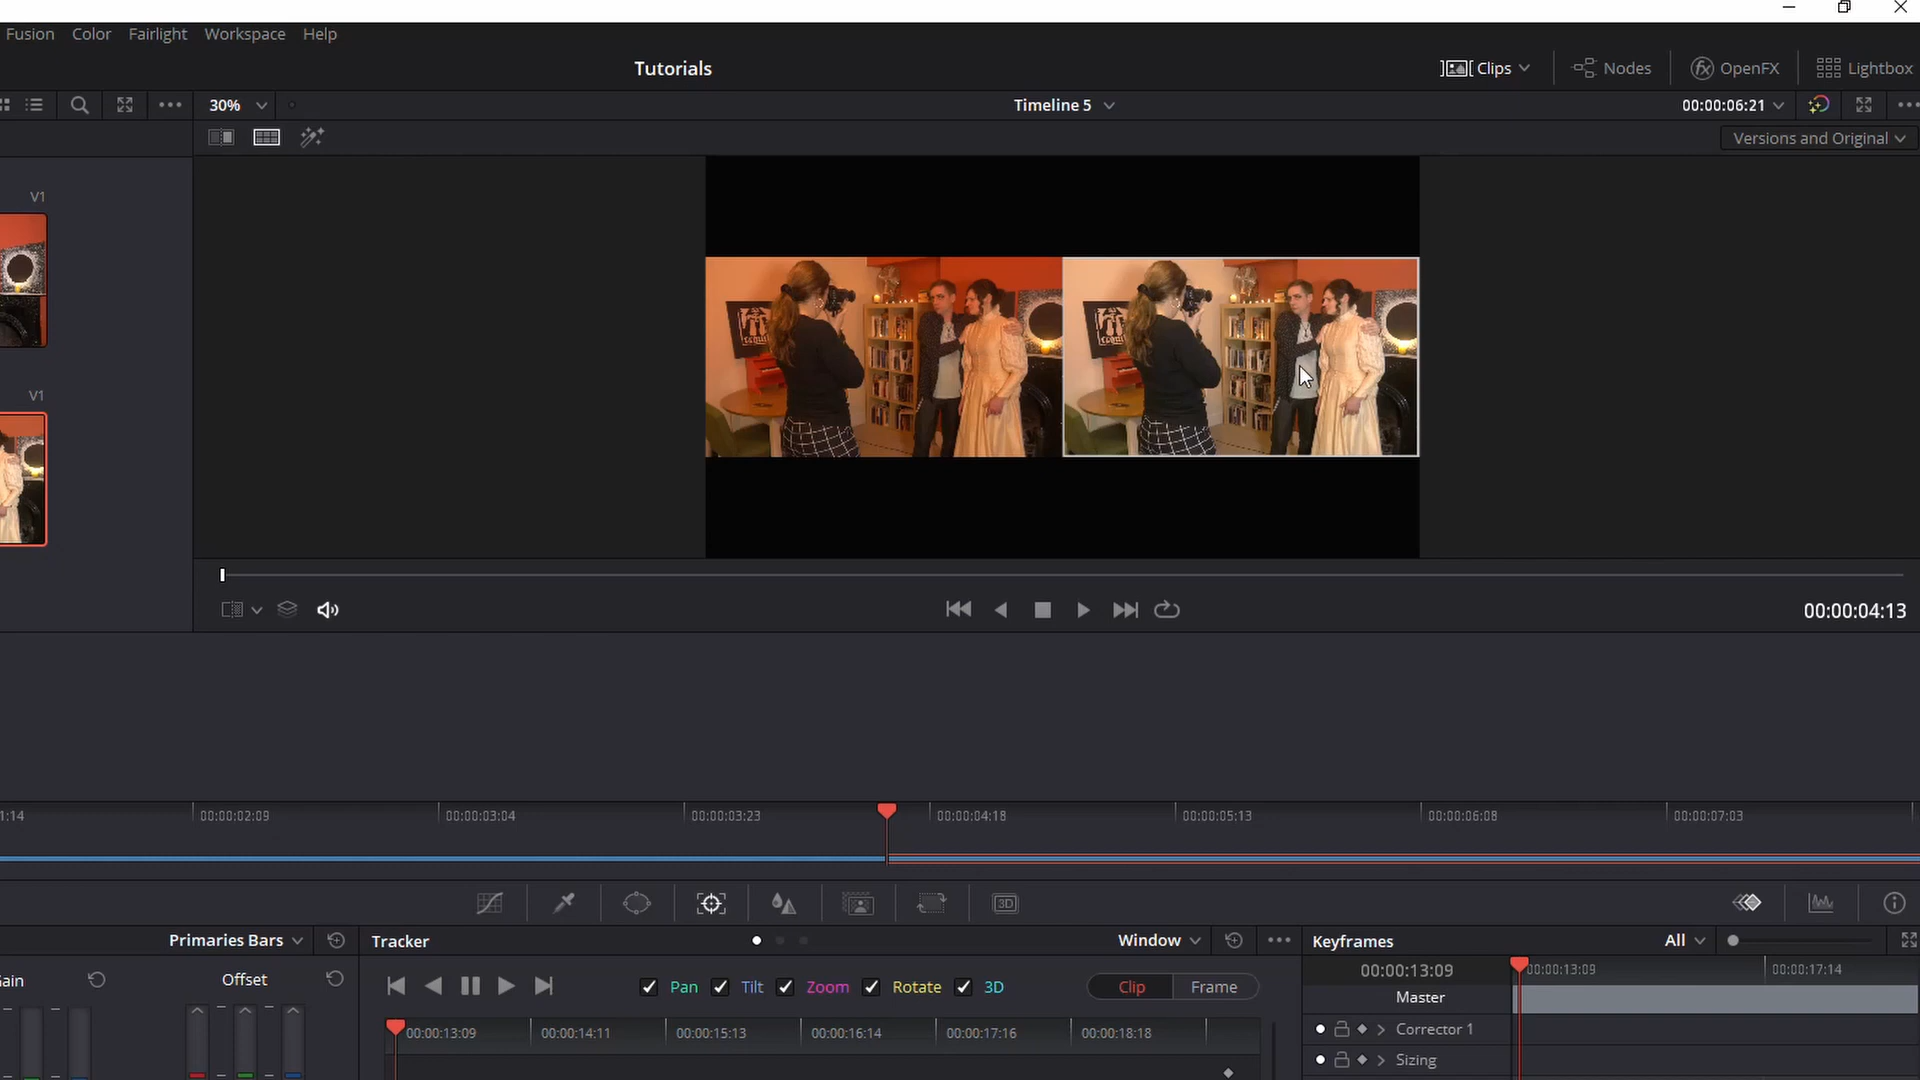 Fusion Color Fairlight Workspace Help
Tutorials
Clips Nodes OpenFX Lightbox
30% Timeline 5 00:00:06:21
Versions and Original
V1
V1
00:00:04:13
1:14 00:00:02:09 00:00:03:04 00:00:03:23 00:00:04:18 00:00:05:13 00:00:06:08 00:00:07:03
3D
Primaries Bars Tracker Window Keyframes All
ain Offset Pan Tilt Zoom Rotate 3D Clip Frame 00:00:13:09 00:00:13:09 00:00:17:14
Master
00:00:13:09 00:00:14:11 00:00:15:13 00:00:16:14 00:00:17:16 00:00:18:18 Corrector 1
Sizing